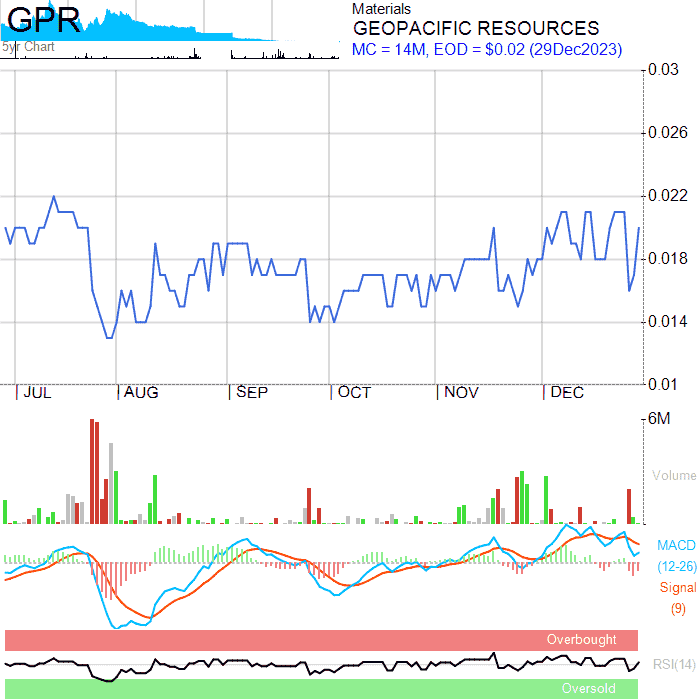 GPR
5yr Chart
Materials
GEOPACIFIC RESOURCES
MC = 14M, EOD = $0.02 (29Dec2023)
0.03
0.026
0.022
0.018
0.014
0.01
JUL AUG SEP OCT NOV DEC
6M
Volume
MACD
(12-26)
Signal
(9)
Overbought
RSI(14)
Oversold